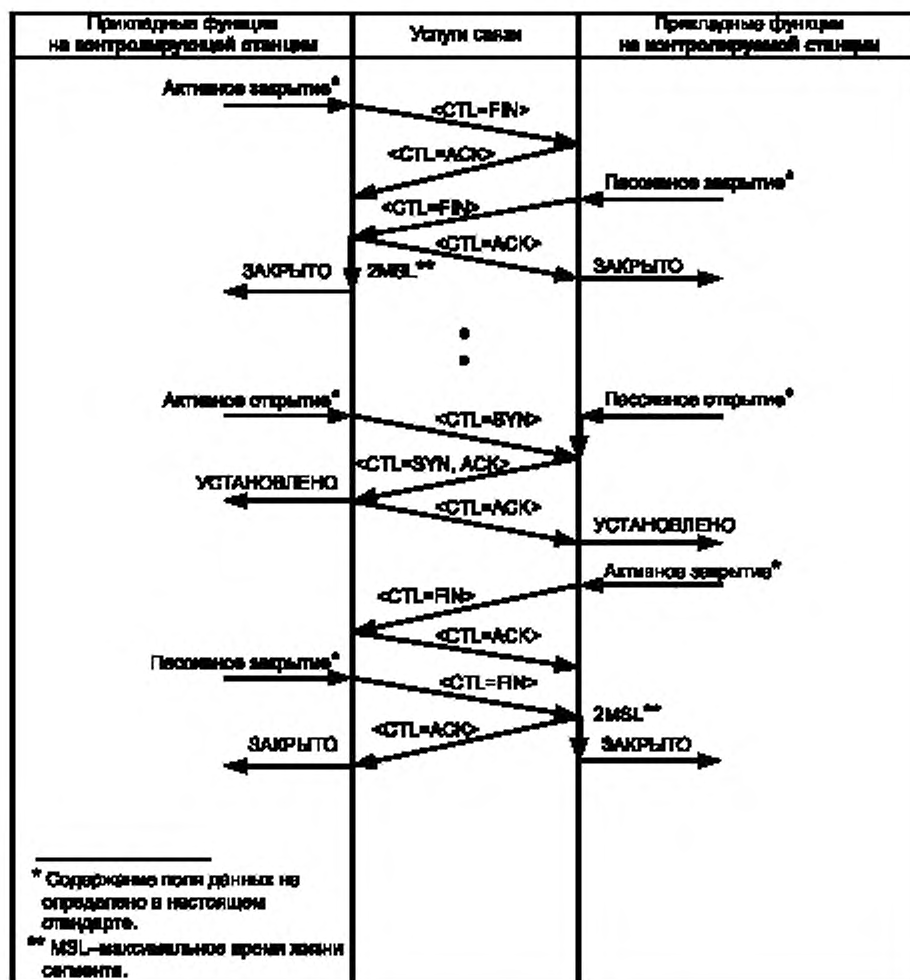 Прикладные функции
на контролирующей станции
Услуги связи
Прикладные функции
на контролируемой станции
Активное закрытие*
<CTL=FIN>
<CTL=ACK>
Пассивное закрытие*
<CTL=FIN>
<CTL=ACK>
ЗАКРЫТО
2MSL**
ЗАКРЫТО
Активное открытие*
Пассивное открытие*
<CTL=SYN>
<CTL=SYN, ACK>
УСТАНОВЛЕНО
<CTL=ACK>
УСТАНОВЛЕНО
Активное закрытие*
<CTL=FIN>
<CTL=ACK>
Пассивное закрытие*
<CTL=FIN>
2MSL**
<CTL=ACK>
ЗАКРЫТО
ЗАКРЫТО
* Содержание поля данных не
определено в настоящем
стандарте.
** MSL–максимальное время жизни
сегмента.